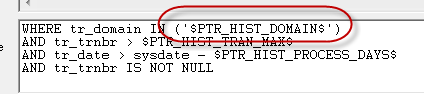 WHERE tr_domain IN ('$PTR_HIST_DOMAIN$')
AND tr_trnbr > $PTR_HIST_TRAN_MAX$
AND tr_date > sysdate - $PTR_HIST_PROCESS_DAYS$
AND tr_trnbr IS NOT NULL